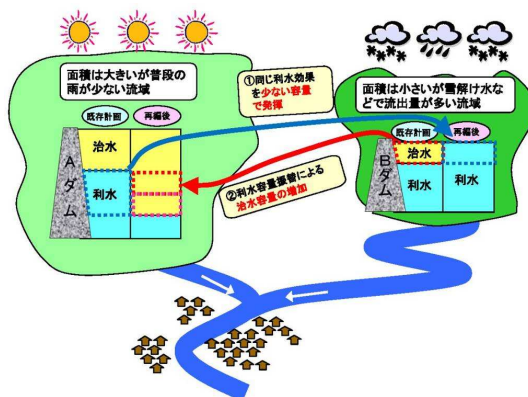 面積は大きいが普段の
雨が少ない流域
既存計画
再編後
Aダム
治水
利水
①同じ利水効果
を少ない容量
で発揮
②利水容量振替による
治水容量の増加
面積は小さいが雪解け水な
どで流出量が多い流域
既存計画
再編後
Bダム
治水
利水
利水